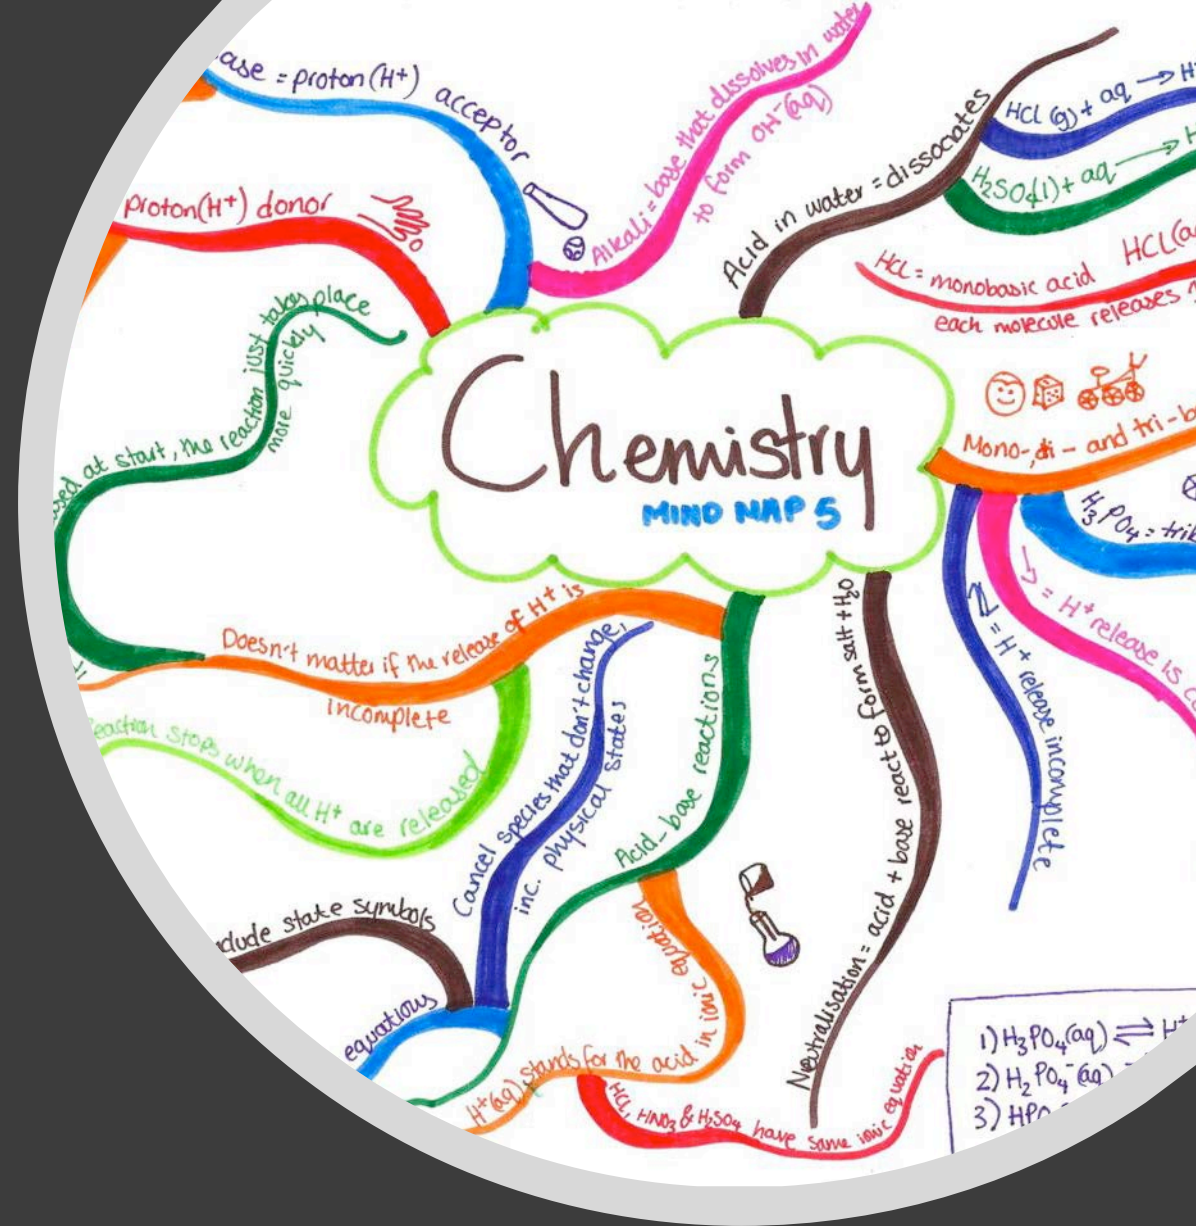 ase = proton (H+) acceptor
proton(H+) donor
Alkali = base that dissolves in water
to form OH⁻(aq)
Acid in water = dissociates
HCl (g) + aq → H
H₂SO₄(l) + aq → H
HCl = monobasic acid HCl(a
each molecule releases
Mono-, di- and tri-b
H₃PO₄ = trib
→ = H+ release is c
⇌ = H+ release incomplete
Chemistry
MIND MAP 5
sed at start, the reaction just takes place
more quickly
Doesn't matter if the release of H+ is
incomplete
eaction stops when all H+ are released
Cancel species that don't change,
inc. physical states
Acid-base reactions
Neutralisation = acid + base react to form salt + H₂O
clude state symbols
equations
H+(aq) stands for the acid in ionic equation
HCl, HNO₃ & H₂SO₄ have same ionic equation
1) H₃PO₄(aq) ⇌ H+
2) H₂PO₄⁻(aq)
3) HPO